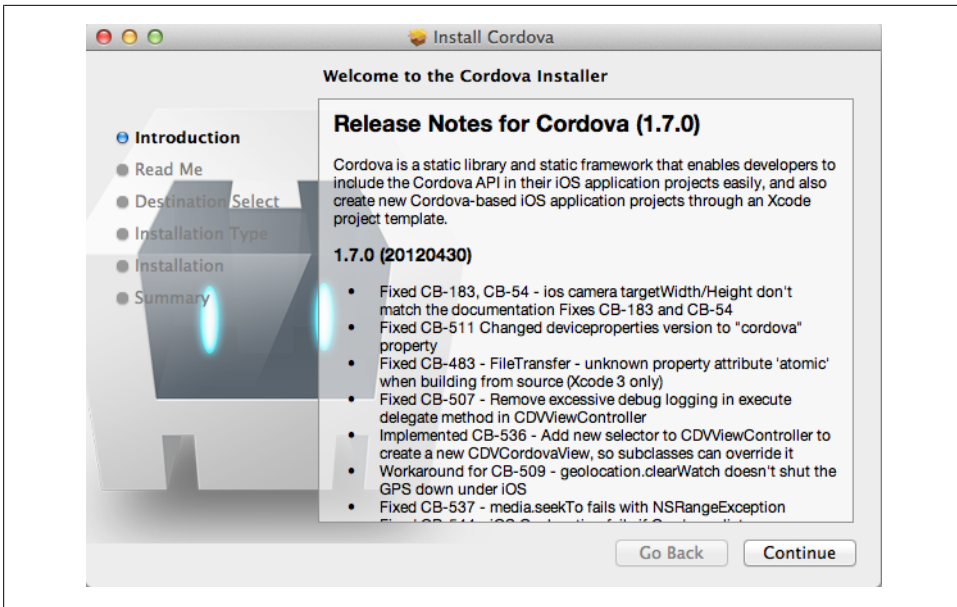 Install Cordova
Welcome to the Cordova Installer
Introduction
Read Me
Destination Select
Installation Type
Installation
Summary
Release Notes for Cordova (1.7.0)
Cordova is a static library and static framework that enables developers to
include the Cordova API in their iOS application projects easily, and also
create new Cordova-based iOS application projects through an Xcode
project template.
1.7.0 (20120430)
• Fixed CB-183, CB-54 - ios camera targetWidth/Height don't
match the documentation Fixes CB-183 and CB-54
• Fixed CB-511 Changed deviceproperties version to "cordova"
property
• Fixed CB-483 - FileTransfer - unknown property attribute 'atomic'
when building from source (Xcode 3 only)
• Fixed CB-507 - Remove excessive debug logging in execute
delegate method in CDVViewController
• Implemented CB-536 - Add new selector to CDVViewController to
create a new CDVCordovaView, so subclasses can override it
• Workaround for CB-509 - geolocation.clearWatch doesn't shut the
GPS down under iOS
• Fixed CB-537 - media.seekTo fails with NSRangeException
Go Back
Continue